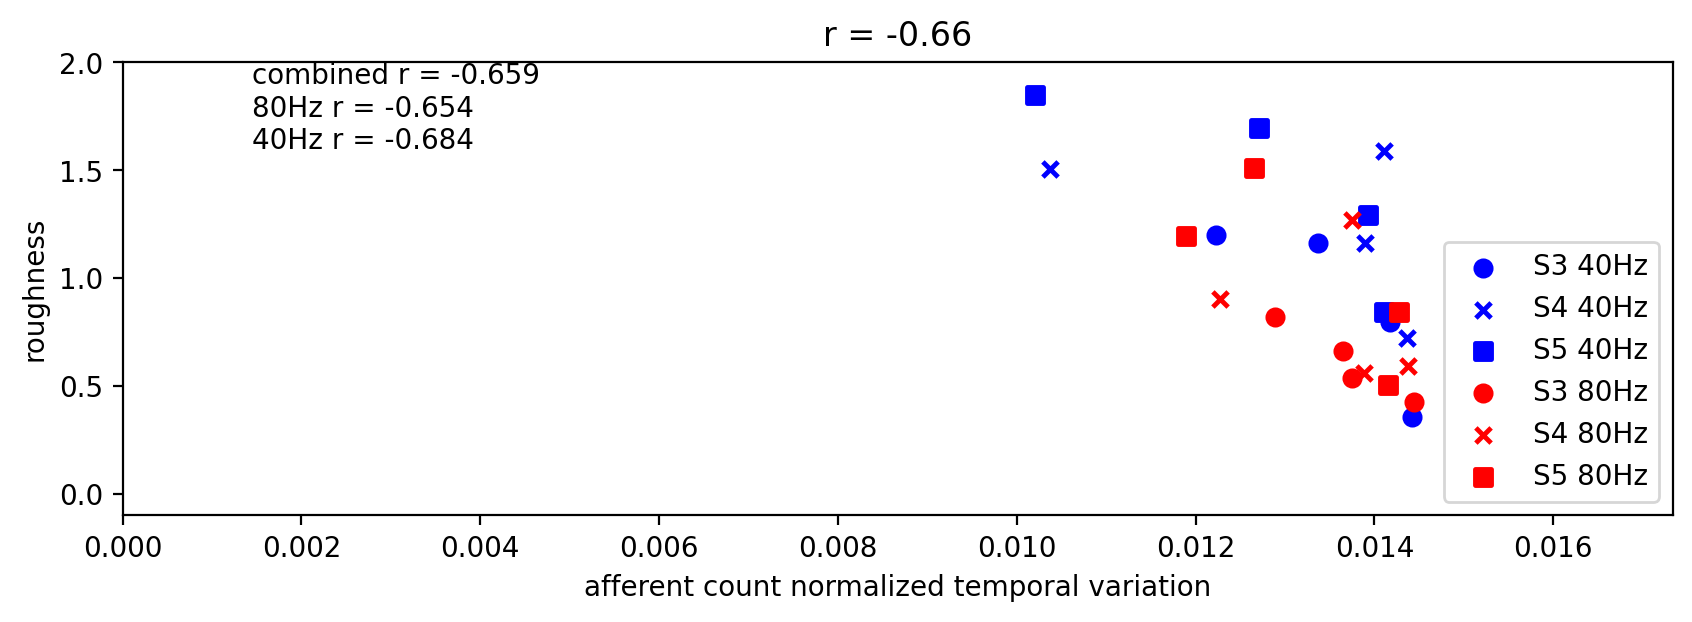 r = -0.66
combined r = -0.659
80Hz r = -0.654
40Hz r = -0.684
roughness
2.0
1.5
1.0
0.5
0.0
S3 40Hz
S4 40Hz
S5 40Hz
S3 80Hz
S4 80Hz
S5 80Hz
0.000 0.002 0.004 0.006 0.008 0.010 0.012 0.014 0.016
afferent count normalized temporal variation